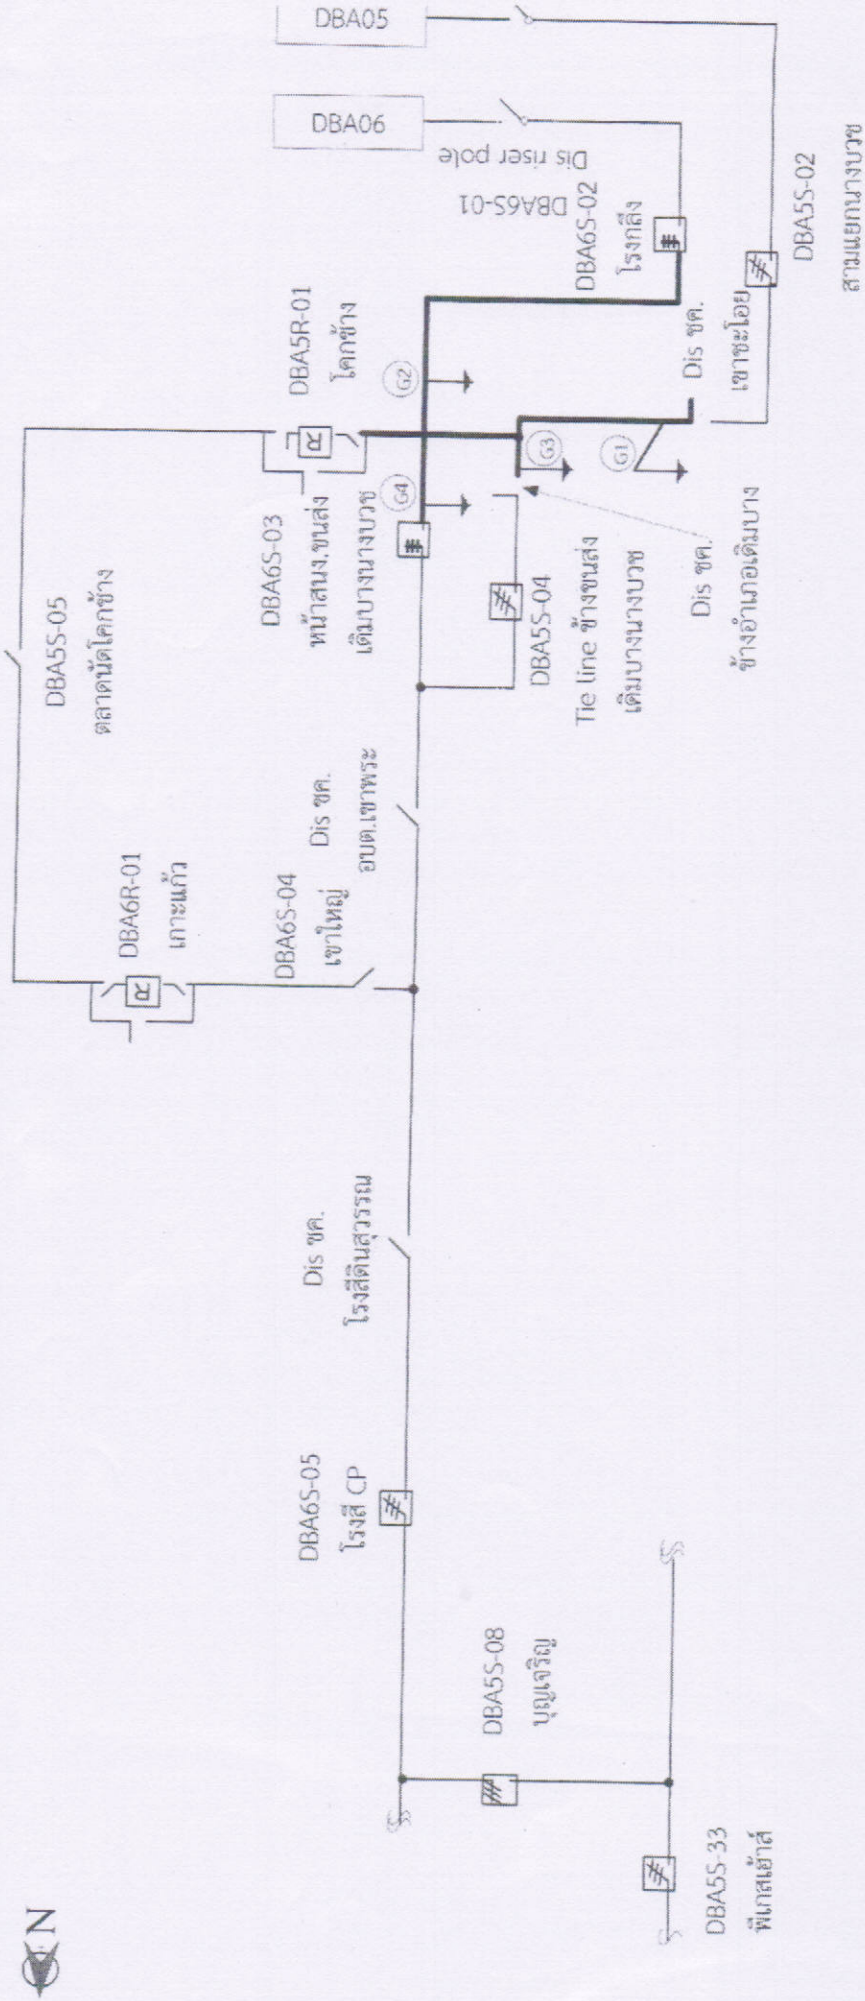 DBA05
DBA06
Dis riser pole
DBA6S-01
DBA6S-02
โรงกลึง
DBA5S-02
สามแยกนางบวช
DBA5R-01
โคกช้าง
G2
Dis ชค.
เขาชะโอย
G1
G3
G4
DBA6S-03
หน้าสนง.ขนส่ง
เดิมบางนางบวช
DBA5S-04
Tie line ข้างขนส่ง
เดิมบางนางบวช
Dis ชค.
ข้างอำเภอเดิมบาง
DBA5S-05
ตลาดนัดโคกช้าง
R
Dis ชค.
อบต.เขาพระ
DBA6R-01
เกาะแก้ว
R
DBA6S-04
เขาใหญ่
Dis ชค.
โรงสีสินสุวรรณ
DBA6S-05
โรงสี CP
DBA5S-08
บุญเจริญ
DBA5S-33
พีเกสเฮ้าส์
N